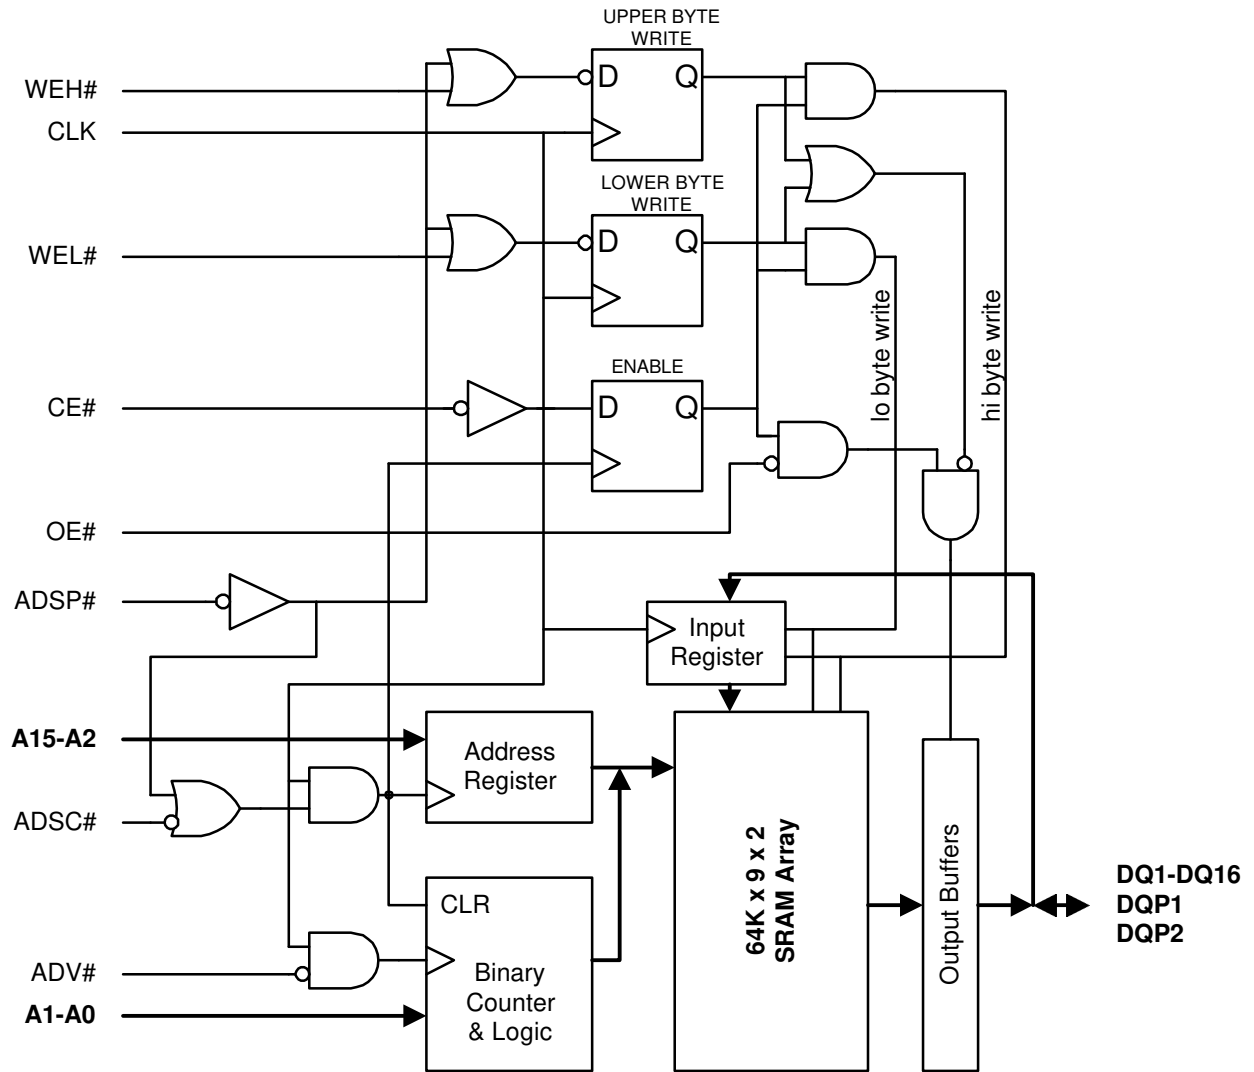 UPPER BYTE
WRITE
WEH#
D
Q
CLK
LOWER BYTE
WRITE
WEL#
D
Q
lo byte write
hi byte write
ENABLE
CE#
D
Q
OE#
ADSP#
Input
Register
A15-A2
Address
Register
ADSC#
64K x 9 x 2
SRAM Array
Output Buffers
DQ1-DQ16
DQP1
DQP2
CLR
ADV#
Binary
Counter
& Logic
A1-A0